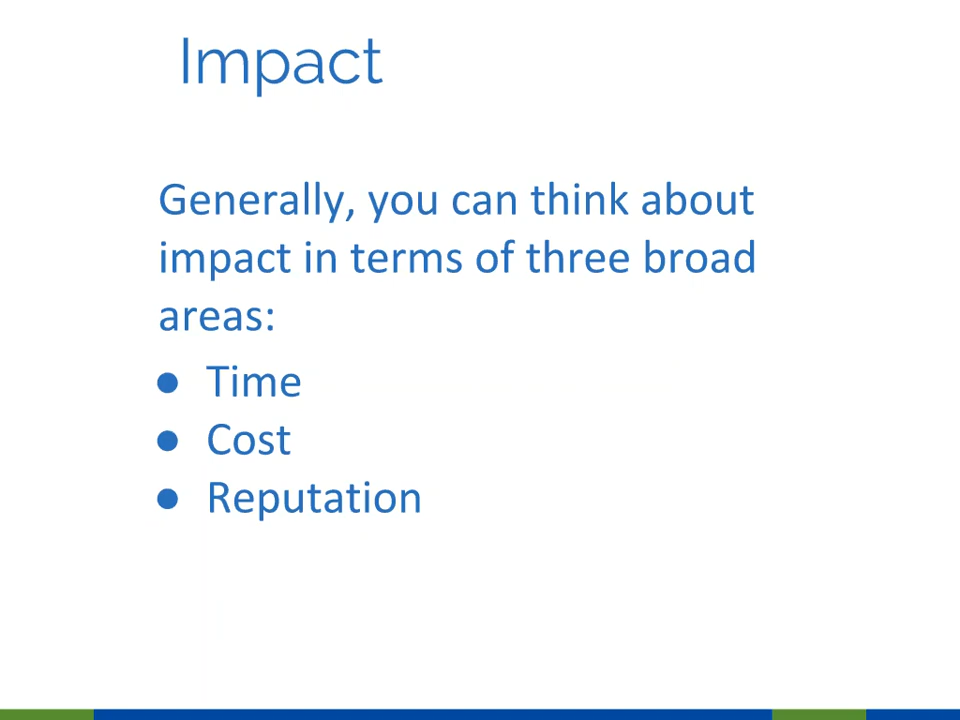 Impact
Generally, you can think about
impact in terms of three broad
areas:
● Time
● Cost
● Reputation